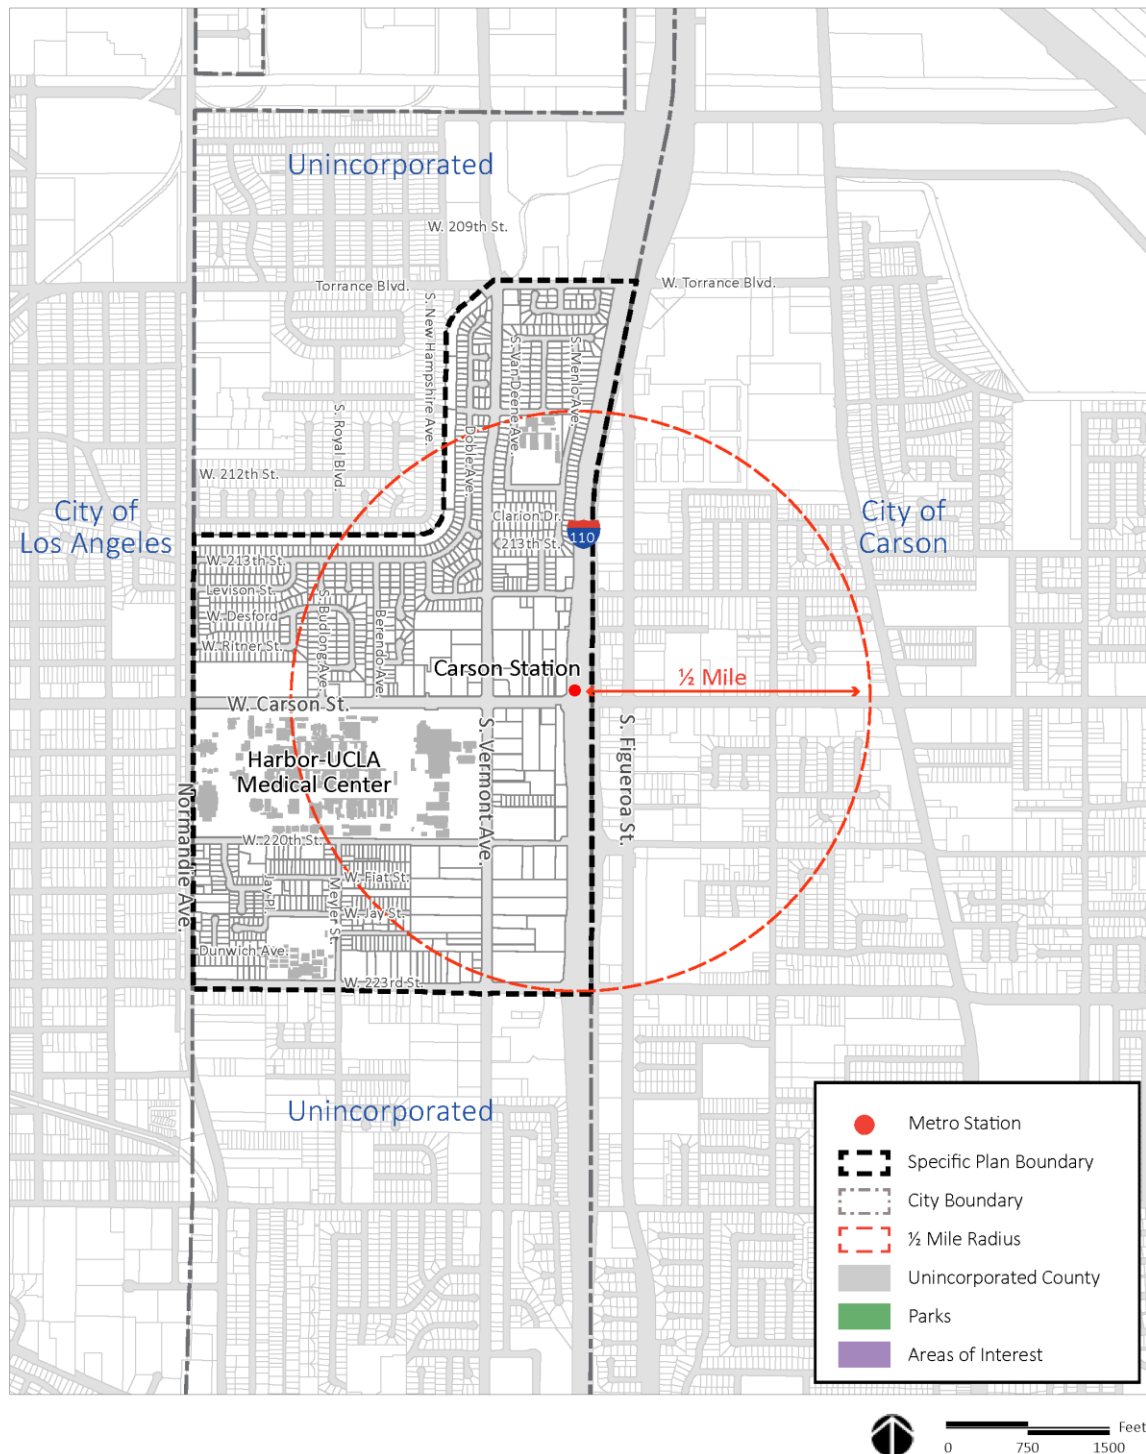 Unincorporated
W. 209th St.
Torrance Blvd.
W. Torrance Blvd.
S. New Hampshire Ave.
S. Van Deene Ave.
S. Menlo Ave.
S. Royal Blvd.
Doble Ave.
W. 212th St.
City of
Los Angeles
City of
Carson
Clarion Dr.
213th St.
110
W. 213th St.
Levison St.
W. Desford
W. Ritner St.
S. Budlong Ave.
Berendo Ave.
Carson Station
½ Mile
W. Carson St.
S. Vermont Ave.
S. Figueroa St.
Harbor-UCLA
Medical Center
Normandie Ave.
W. 220th St.
Jay Pl
Meyler St.
W. Fiat St.
W. Jay St.
Dunwich Ave.
W. 223rd St.
Unincorporated
Metro Station
Specific Plan Boundary
City Boundary
½ Mile Radius
Unincorporated County
Parks
Areas of Interest
Feet
0 750 1500